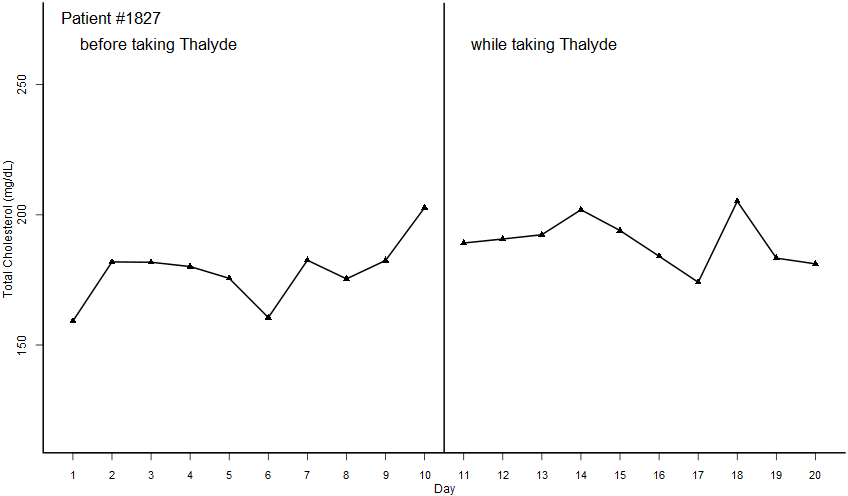 Patient #1827
before taking Thalyde
while taking Thalyde
250
200
150
Total Cholesterol (mg/dL)
1 2 3 4 5 6 7 8 9 10 11 12 13 14 15 16 17 18 19 20
Day